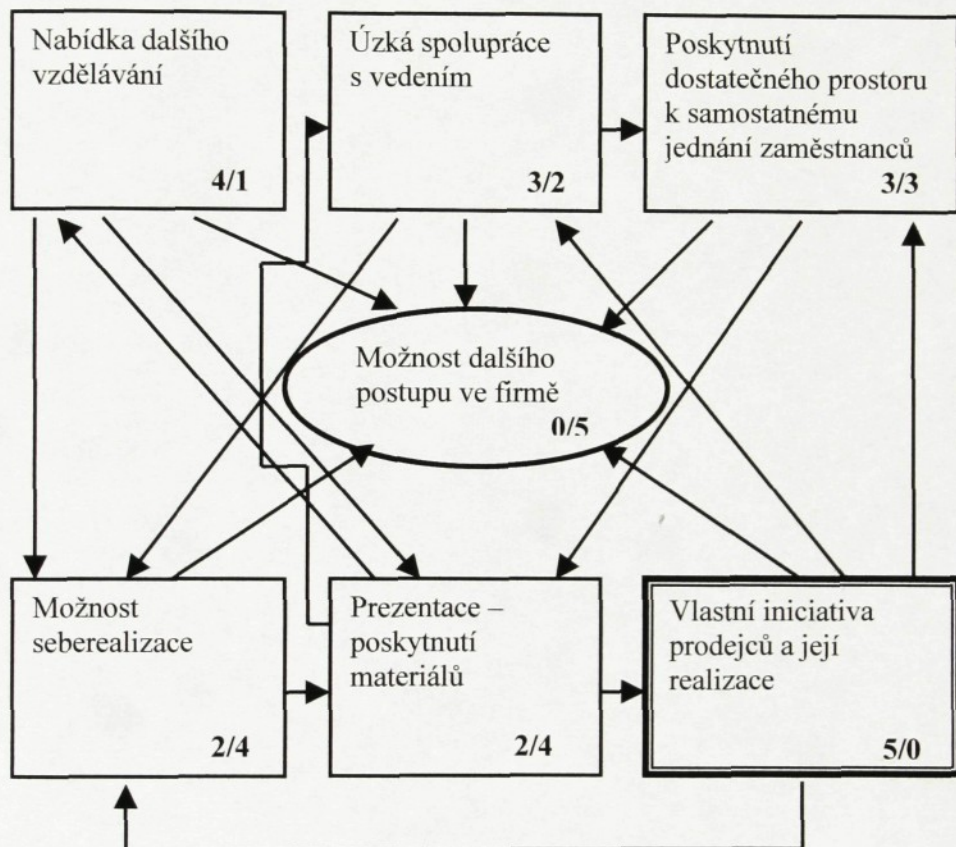 Nabídka dalšího
vzdělávání
4/1
Úzká spolupráce
s vedením
3/2
Poskytnutí
dostatečného prostoru
k samostatnému
jednání zaměstnanců
3/3
Možnost dalšího
postupu ve firmě
0/5
Možnost
seberealizace
2/4
Prezentace –
poskytnutí
materiálů
2/4
Vlastní iniciativa
prodejců a její
realizace
5/0